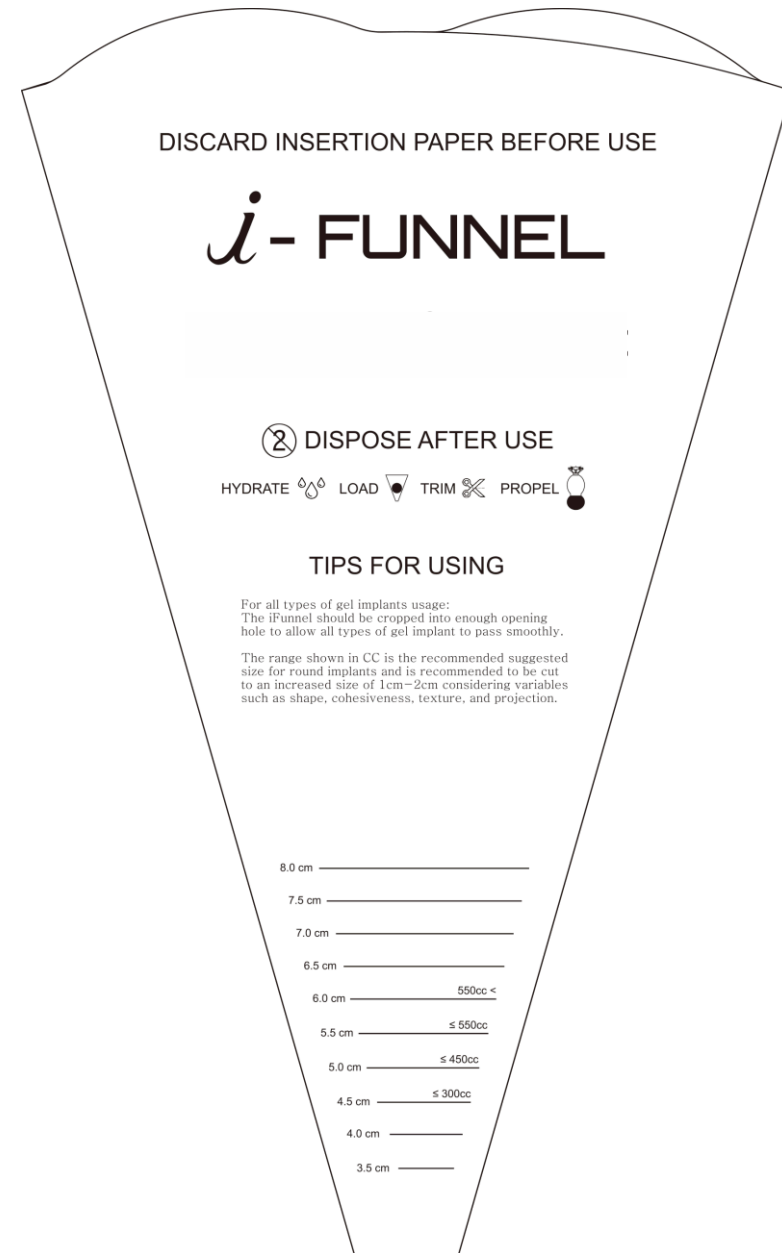 DISCARD INSERTION PAPER BEFORE USE
i - FUNNEL
2 DISPOSE AFTER USE
HYDRATE LOAD TRIM PROPEL
TIPS FOR USING
For all types of gel implants usage:
The iFunnel should be cropped into enough opening
hole to allow all types of gel implant to pass smoothly.
The range shown in CC is the recommended suggested
size for round implants and is recommended to be cut
to an increased size of 1cm-2cm considering variables
such as shape, cohesiveness, texture, and projection.
8.0 cm
7.5 cm
7.0 cm
6.5 cm
6.0 cm 550cc <
5.5 cm ≤ 550cc
5.0 cm ≤ 450cc
4.5 cm ≤ 300cc
4.0 cm
3.5 cm